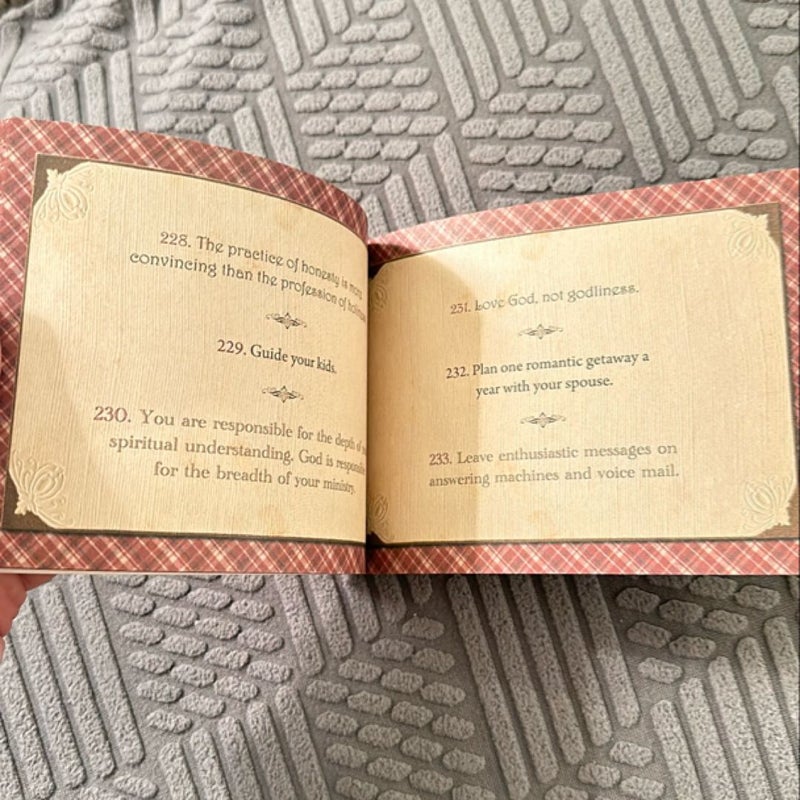 228. The practice of honesty is more
convincing than the profession of
229. Guide your kids.
230. You are responsible for the depth of
spiritual understanding. God is responsible
for the breadth of your ministry.
231. Love God, not godliness.
232. Plan one romantic getaway a
year with your spouse.
233. Leave enthusiastic messages on
answering machines and voice mail.